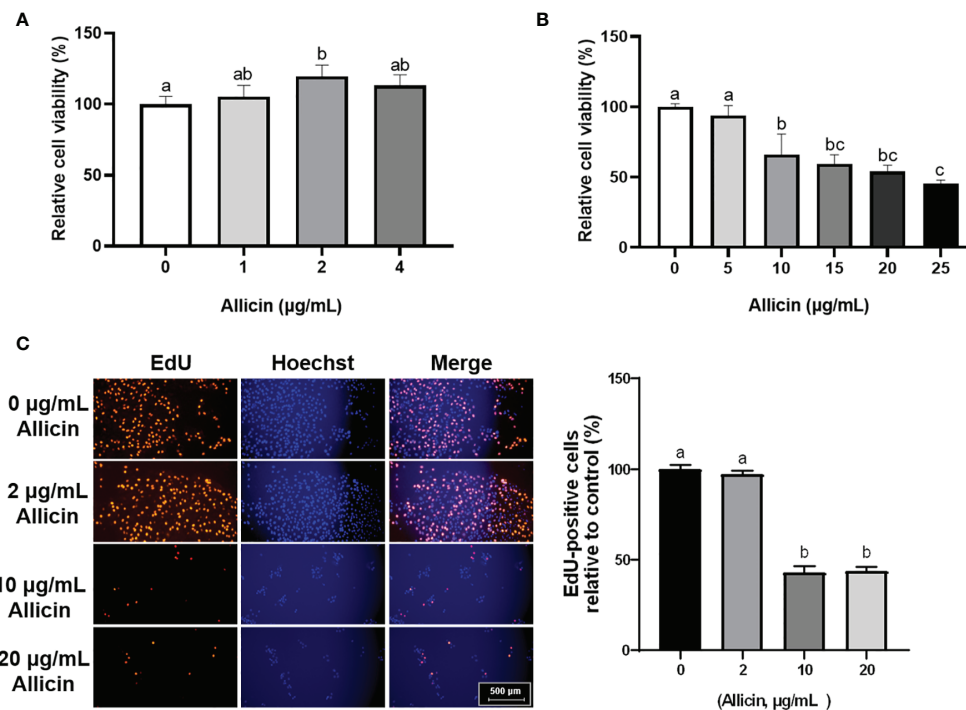 A
Relative cell viability (%)
150
100
50
0
a
ab
b
ab
0 1 2 4
Allicin (µg/mL)
B
Relative cell viability (%)
150
100
50
0
a
a
b
bc
bc
c
0 5 10 15 20 25
Allicin (µg/mL)
C
EdU Hoechst Merge
0 µg/mL
Allicin
2 µg/mL
Allicin
10 µg/mL
Allicin
20 µg/mL
Allicin
500 µm
EdU-positive cells
relative to control (%)
150
100
50
0
a
a
b
b
0 2 10 20
(Allicin, µg/mL )